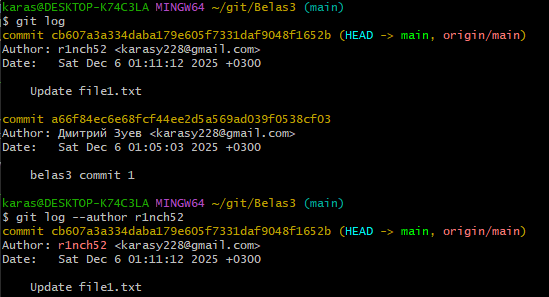 karas@DESKTOP-K74C3LA MINGW64 ~/git/Belas3 (main)
$ git log
commit cb607a3a334daba179e605f7331daf9048f1652b (HEAD -> main, origin/main)
Author: r1nch52 <karasy228@gmail.com>
Date:   Sat Dec 6 01:11:12 2025 +0300

    Update file1.txt

commit a66f84ec6e68fcf44ee2d5a569ad039f0538cf03
Author: Дмитрий Зуев <karasy228@gmail.com>
Date:   Sat Dec 6 01:05:03 2025 +0300

    belas3 commit 1

karas@DESKTOP-K74C3LA MINGW64 ~/git/Belas3 (main)
$ git log --author r1nch52
commit cb607a3a334daba179e605f7331daf9048f1652b (HEAD -> main, origin/main)
Author: r1nch52 <karasy228@gmail.com>
Date:   Sat Dec 6 01:11:12 2025 +0300

    Update file1.txt